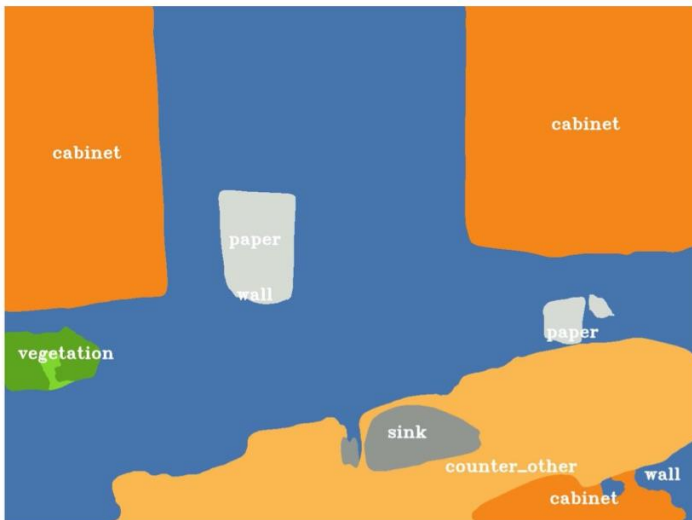 cabinet
cabinet
paper
wall
paper
vegetation
sink
counter_other
wall
cabinet